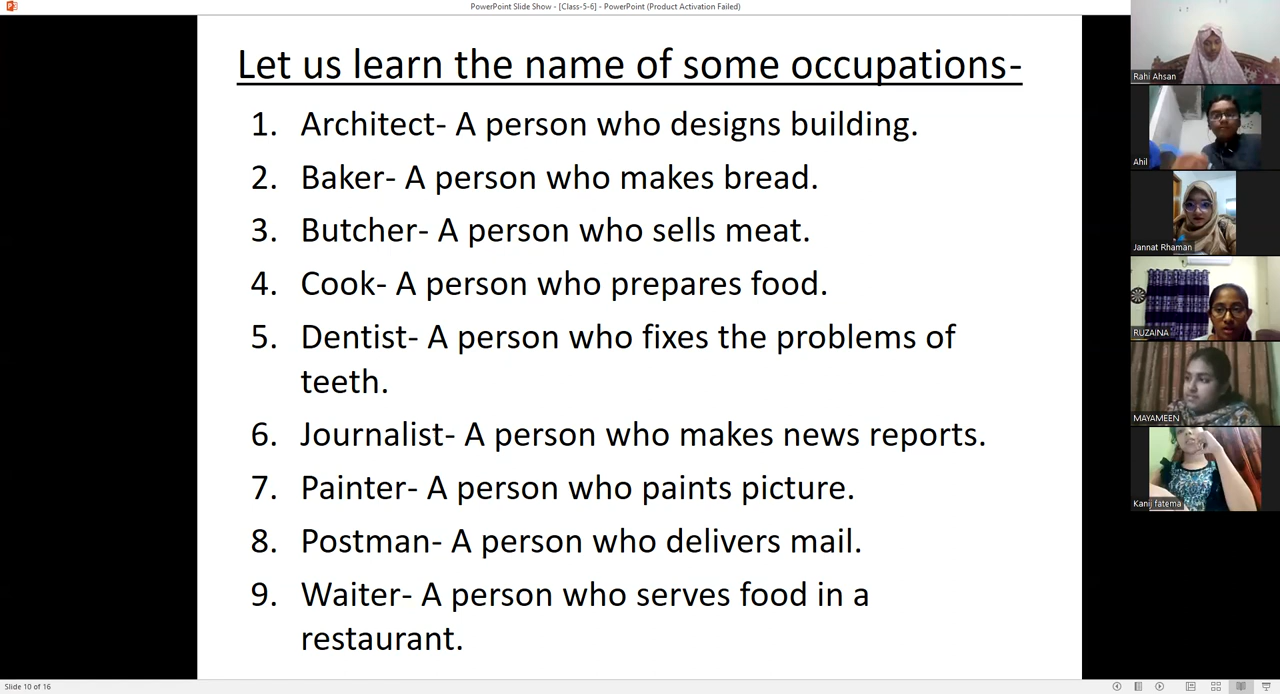 PowerPoint Slide Show - [Class-5-6] - PowerPoint (Product Activation Failed)
Let us learn the name of some occupations-
1. Architect- A person who designs building.
2. Baker- A person who makes bread.
3. Butcher- A person who sells meat.
4. Cook- A person who prepares food.
5. Dentist- A person who fixes the problems of
teeth.
6. Journalist- A person who makes news reports.
7. Painter- A person who paints picture.
8. Postman- A person who delivers mail.
9. Waiter- A person who serves food in a
restaurant.
Rahi Ahsan
Ahil
Jannat Rhaman
RUZAINA
MAYAMEEN
Kanij fatema
Slide 10 of 16